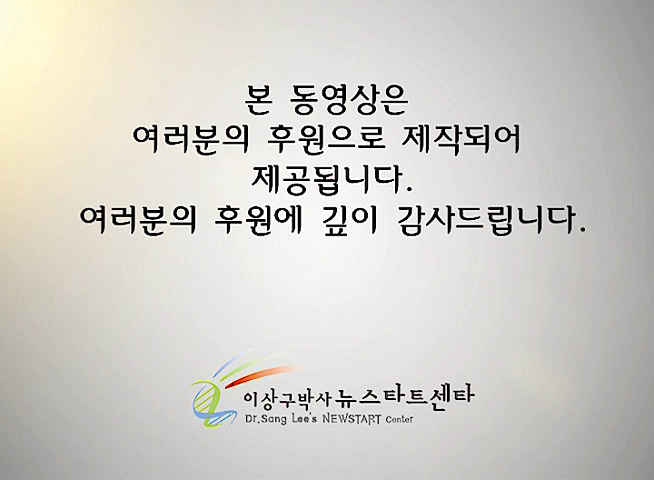 본 동영상은
여러분의 후원으로 제작되어
제공됩니다.
여러분의 후원에 깊이 감사드립니다.
이상구박사 뉴스타트센타
Dr.Sang Lee's NEWSTART Center